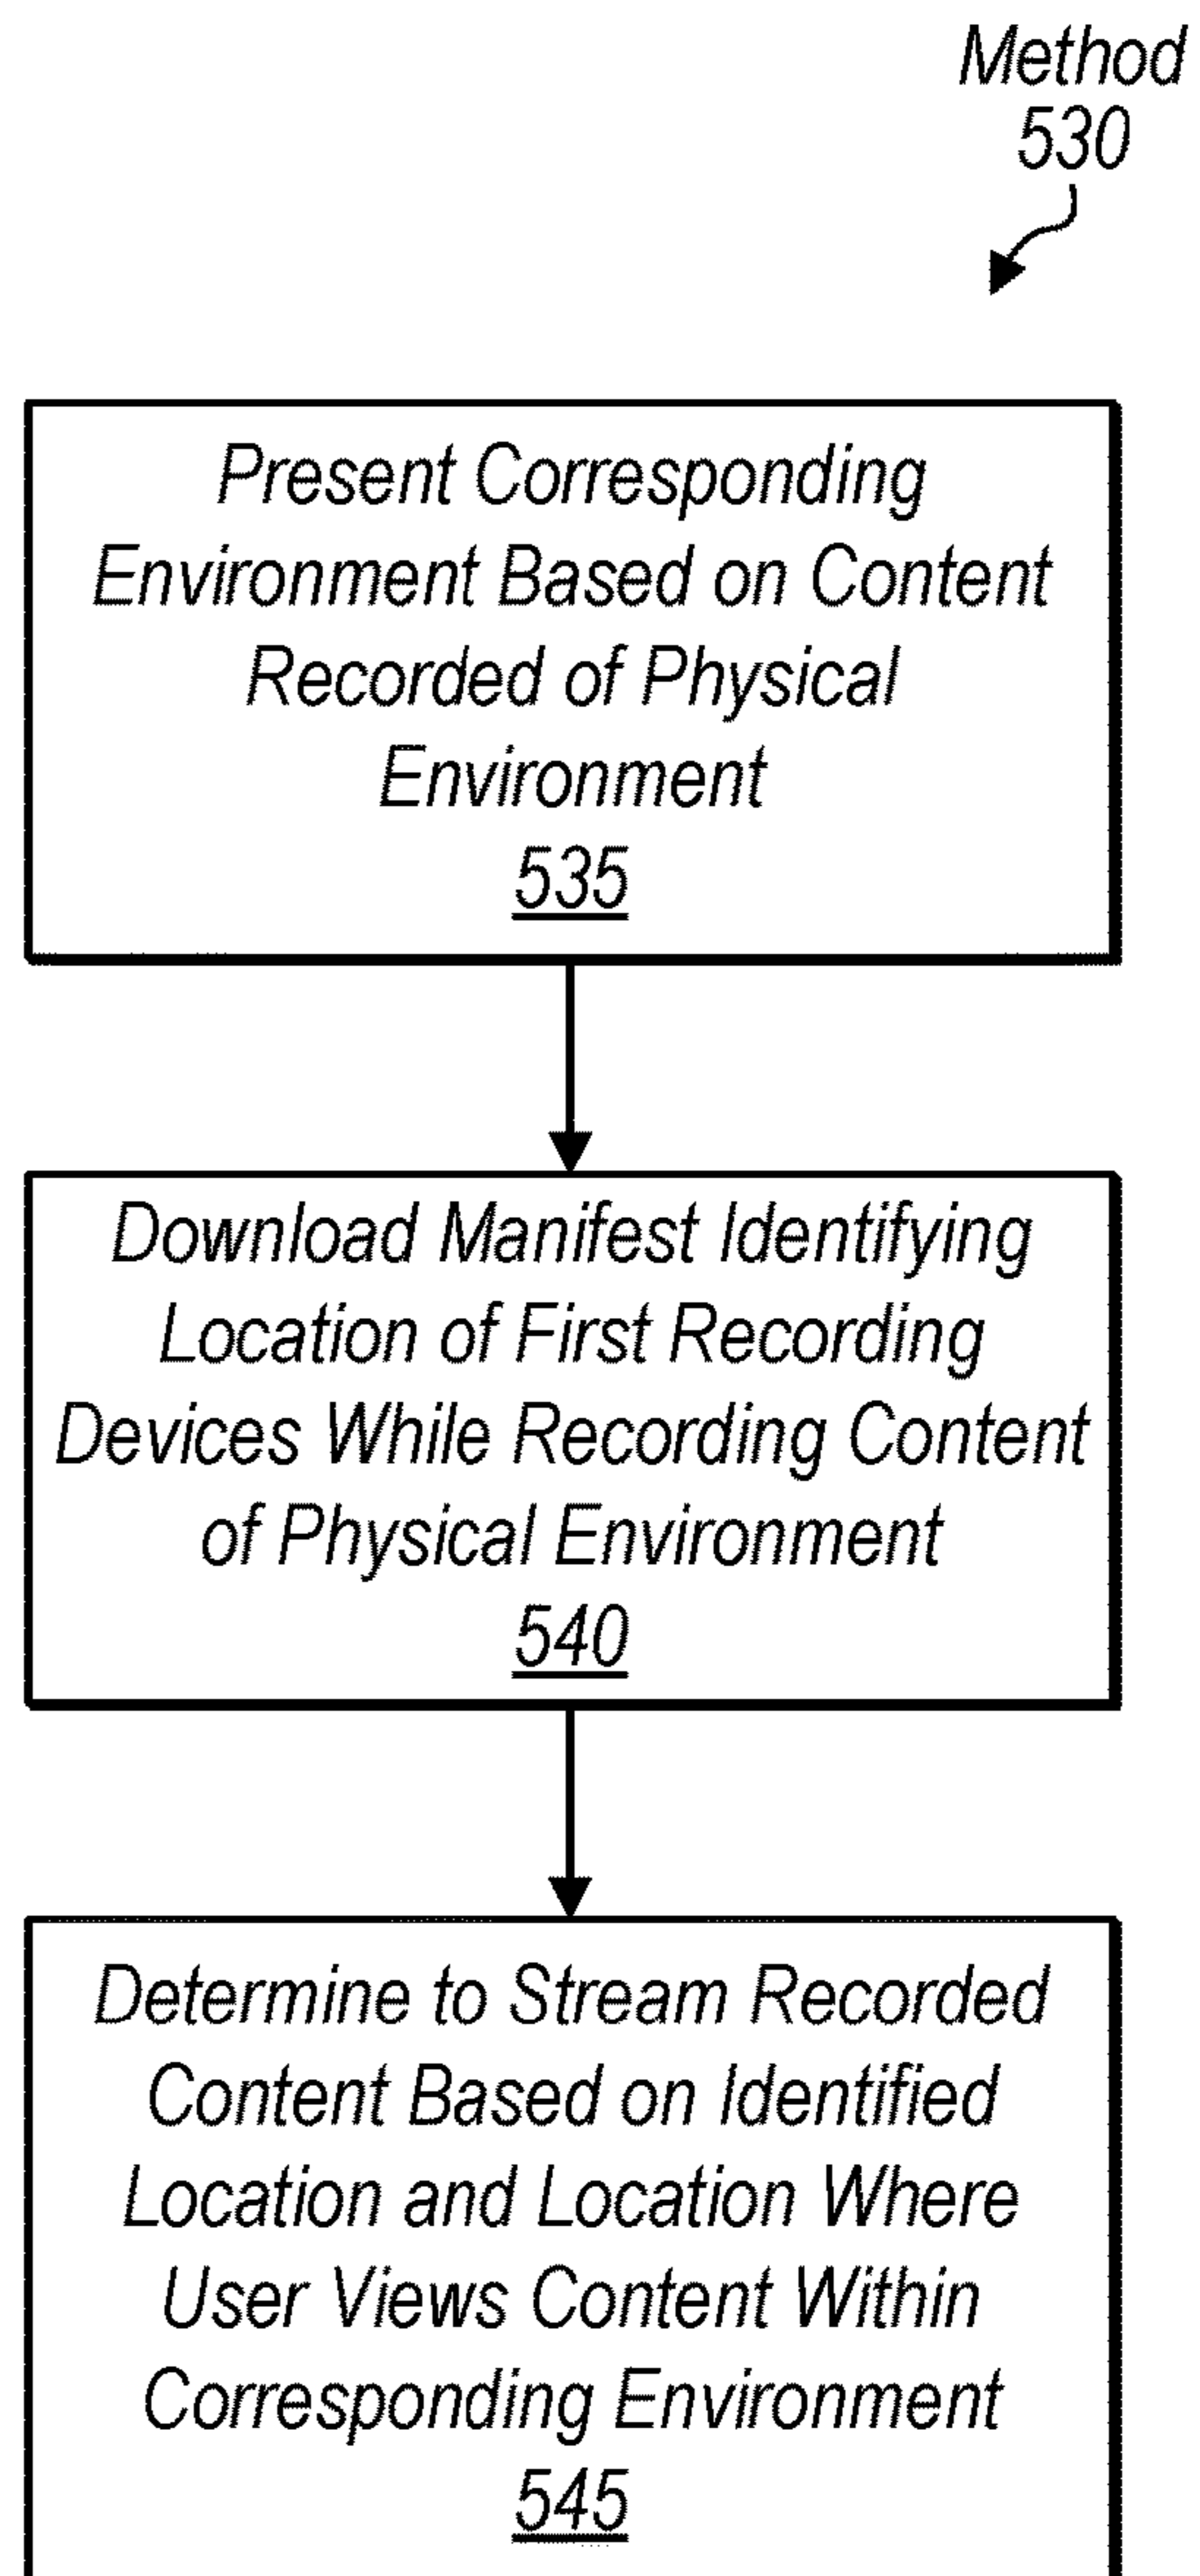 Method
530
Present Corresponding
Environment Based on Content
Recorded of Physical
Environment
535
Download Manifest Identifying
Location of First Recording
Devices While Recording Content
of Physical Environment
540
Determine to Stream Recorded
Content Based on Identified
Location and Location Where
User Views Content Within
Corresponding Environment
545